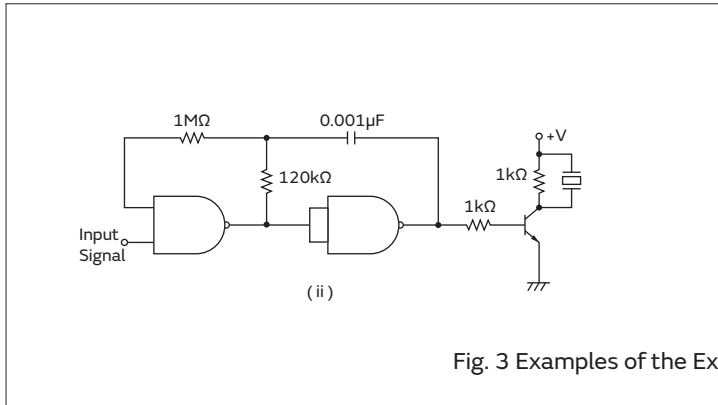 1MΩ
0.001μF
+V
120kΩ
1kΩ
1kΩ
Input
Signal
( ii )
Fig. 3 Examples of the Ex